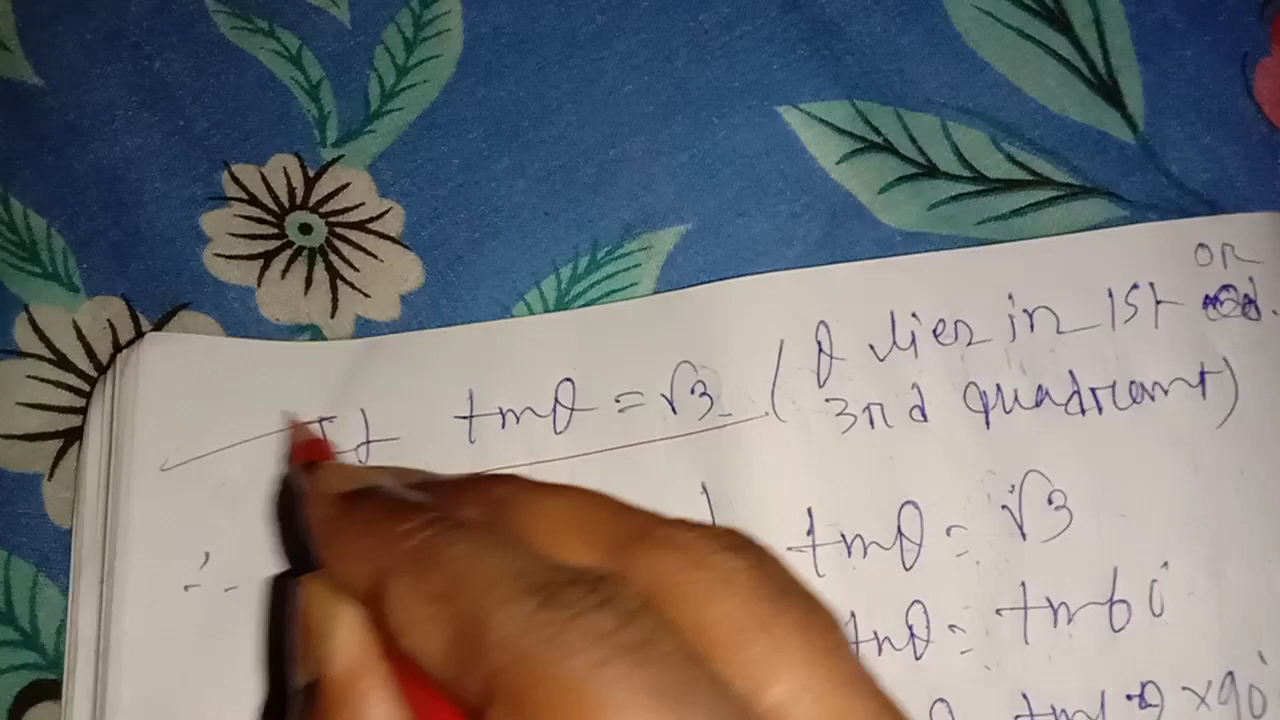 OR
If tanθ = √3 (θ lies in 1st
3rd quadrant)
∴ tanθ = √3
tanθ = tan60°